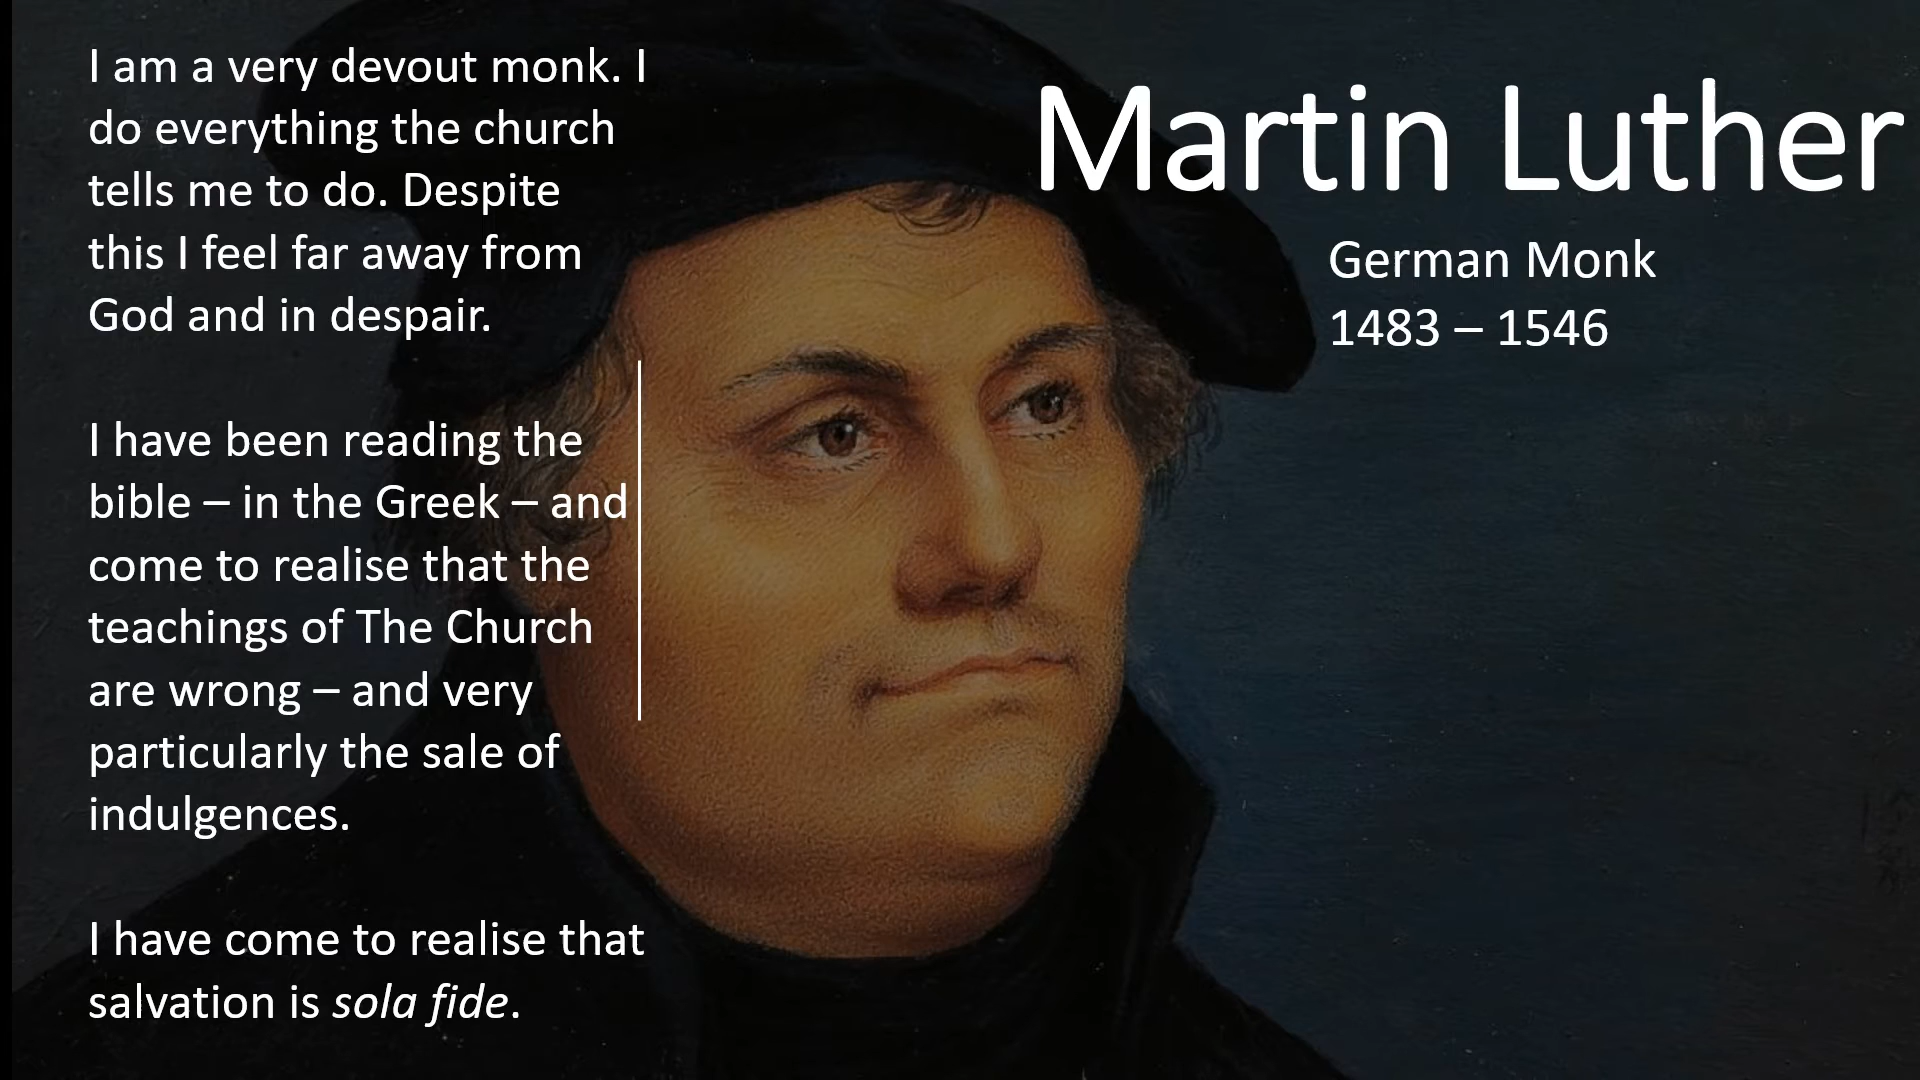 I am a very devout monk. I
do everything the church
tells me to do. Despite
this I feel far away from
God and in despair.
I have been reading the
bible – in the Greek – and
come to realise that the
teachings of The Church
are wrong – and very
particularly the sale of
indulgences.
I have come to realise that
salvation is sola fide.
Martin Luther
German Monk
1483 – 1546